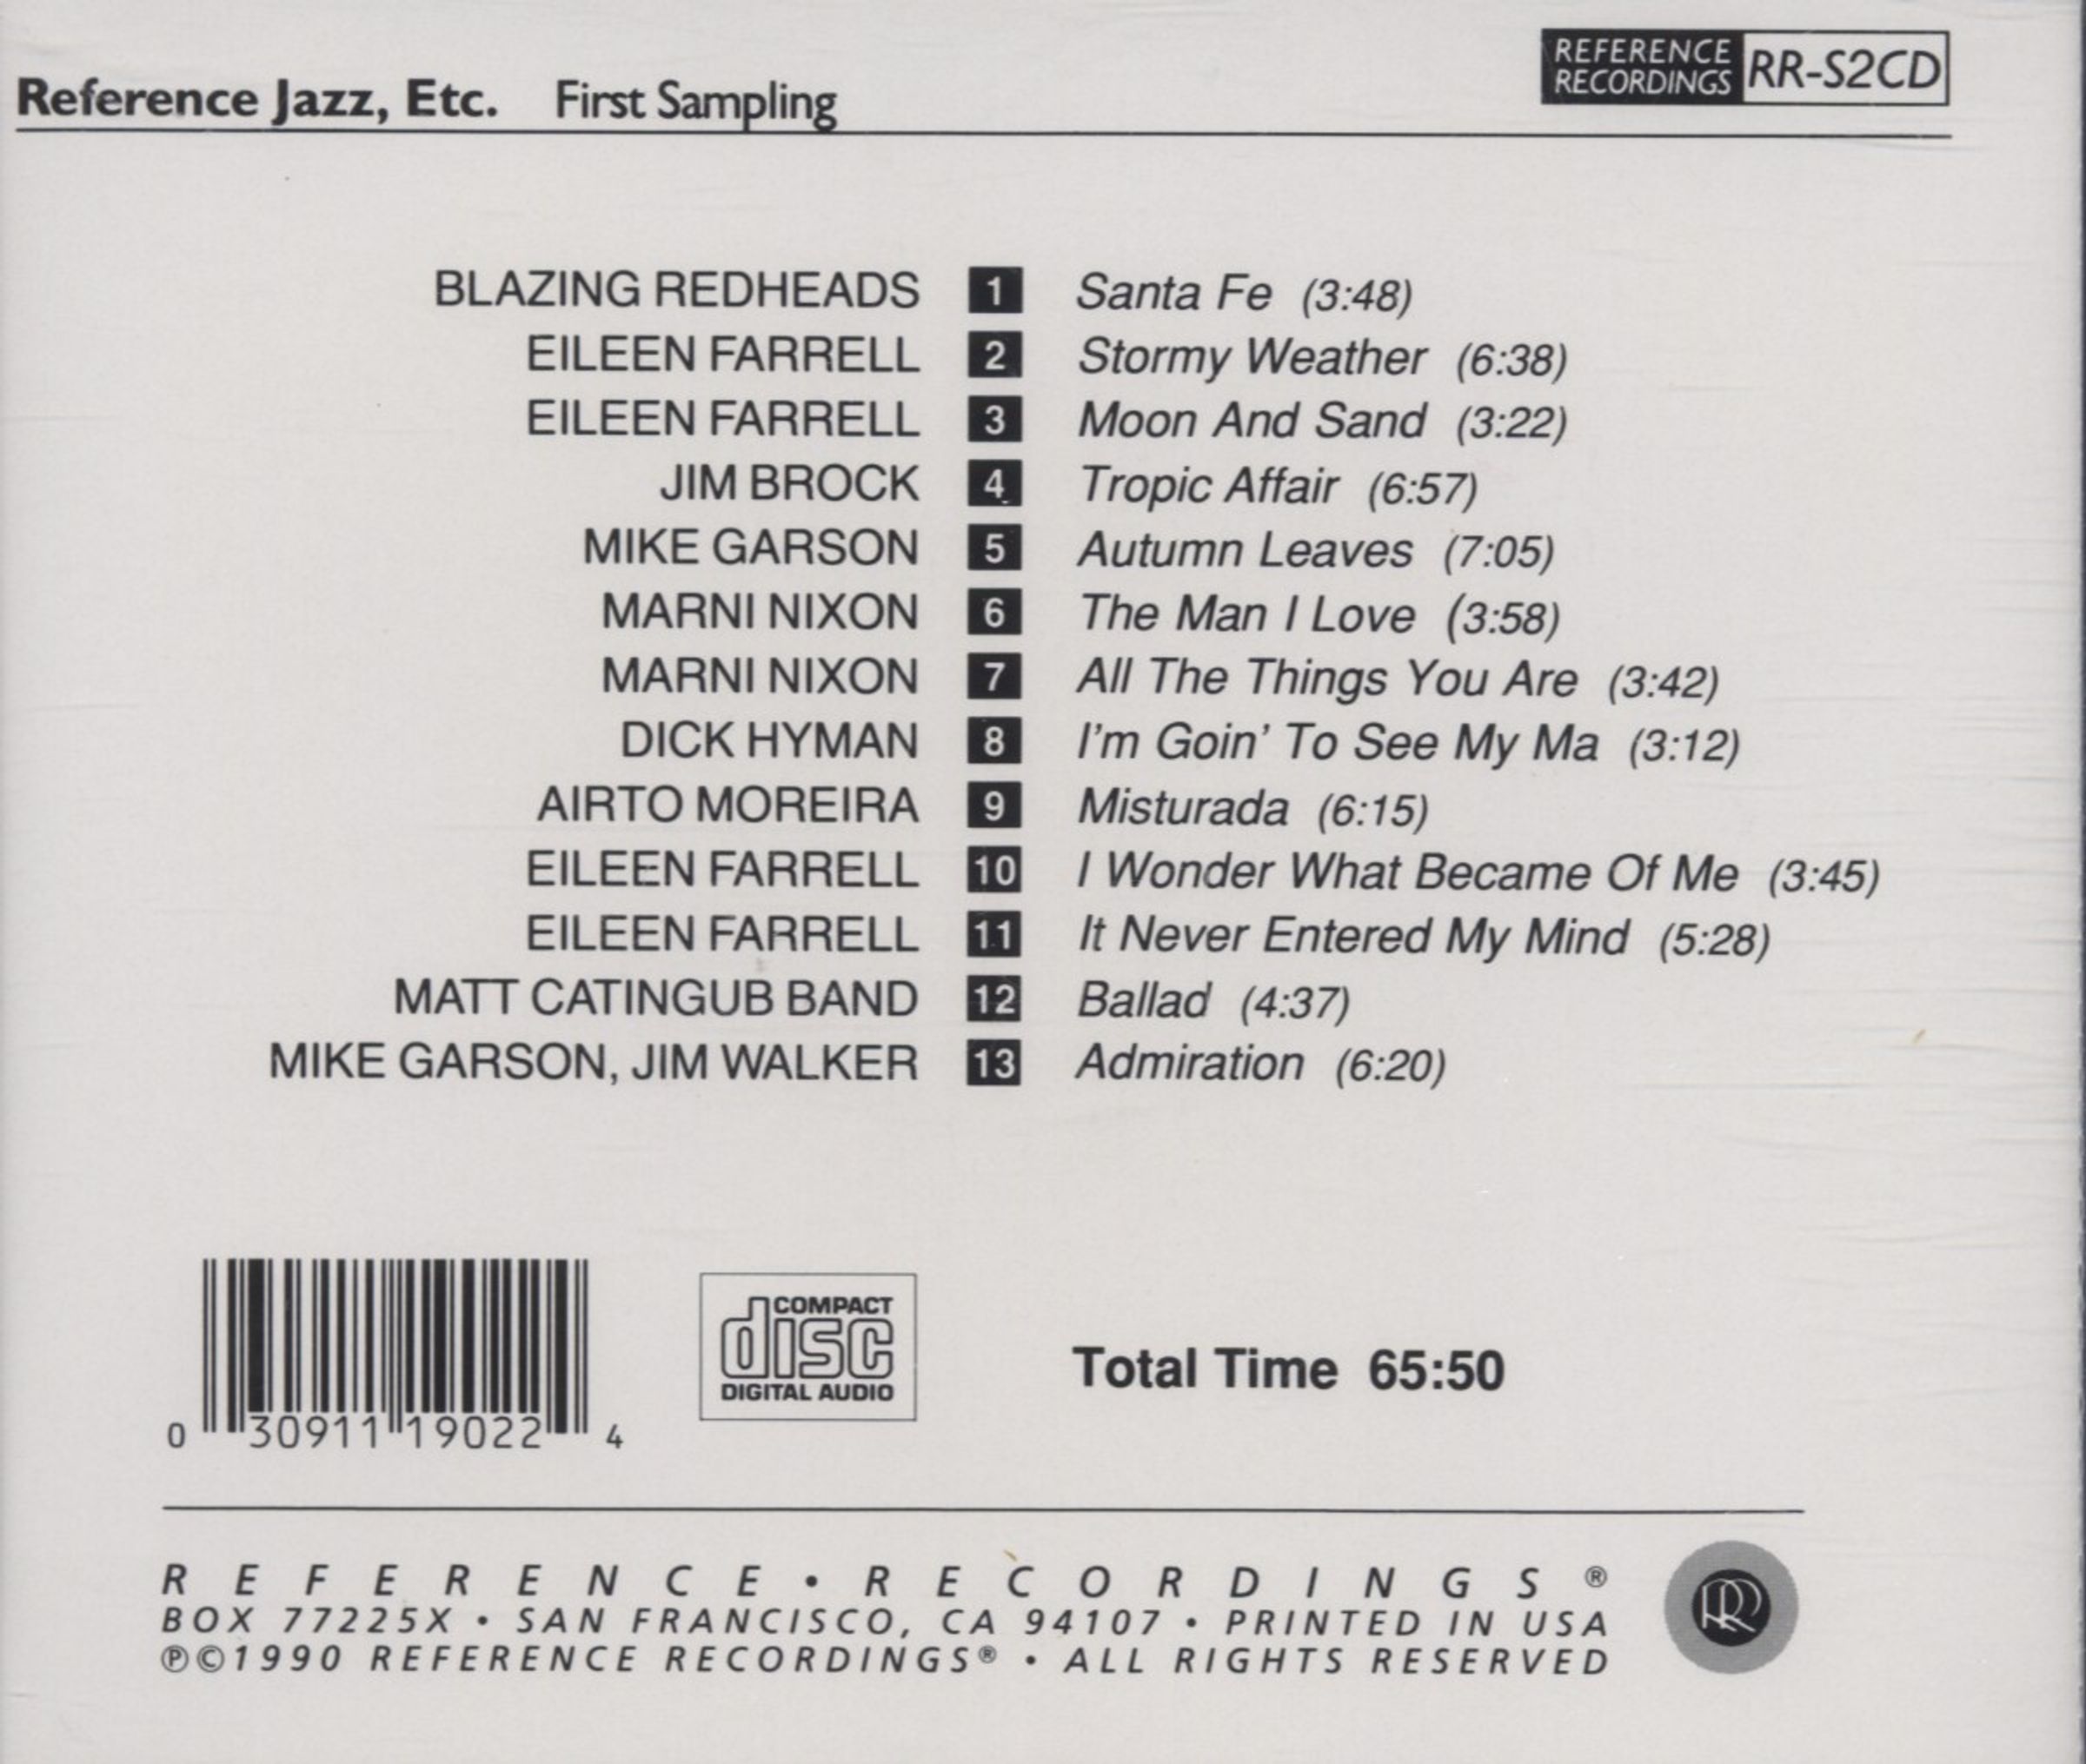 Reference Jazz, Etc. First Sampling
REFERENCE
RECORDINGS
RR-S2CD
BLAZING REDHEADS 1 Santa Fe (3:48)
EILEEN FARRELL 2 Stormy Weather (6:38)
EILEEN FARRELL 3 Moon And Sand (3:22)
JIM BROCK 4 Tropic Affair (6:57)
MIKE GARSON 5 Autumn Leaves (7:05)
MARNI NIXON 6 The Man I Love (3:58)
MARNI NIXON 7 All The Things You Are (3:42)
DICK HYMAN 8 I'm Goin' To See My Ma (3:12)
AIRTO MOREIRA 9 Misturada (6:15)
EILEEN FARRELL 10 I Wonder What Became Of Me (3:45)
EILEEN FARRELL 11 It Never Entered My Mind (5:28)
MATT CATINGUB BAND 12 Ballad (4:37)
MIKE GARSON, JIM WALKER 13 Admiration (6:20)
COMPACT
disc
DIGITAL AUDIO
Total Time 65:50
0 30911 19022 4
REFERENCE • RECORDINGS ®
BOX 77225X • SAN FRANCISCO, CA 94107 • PRINTED IN USA
℗©1990 REFERENCE RECORDINGS® • ALL RIGHTS RESERVED
RR